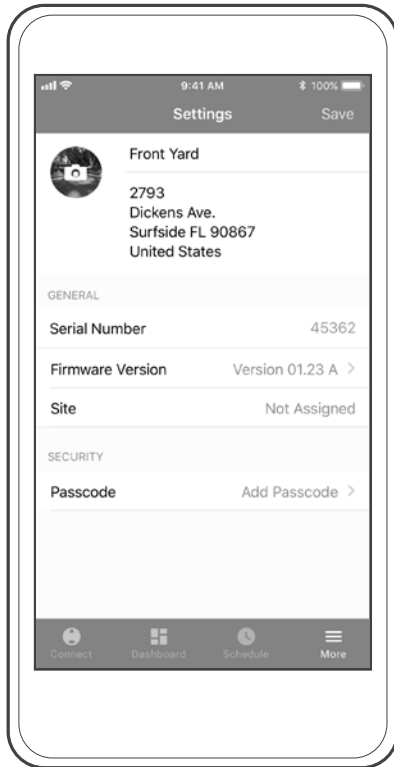 9:41 AM
100%
Settings
Save
Front Yard
2793
Dickens Ave.
Surfside FL 90867
United States
GENERAL
Serial Number 45362
Firmware Version Version 01.23 A >
Site Not Assigned
SECURITY
Passcode Add Passcode >
Connect Dashboard Schedule More